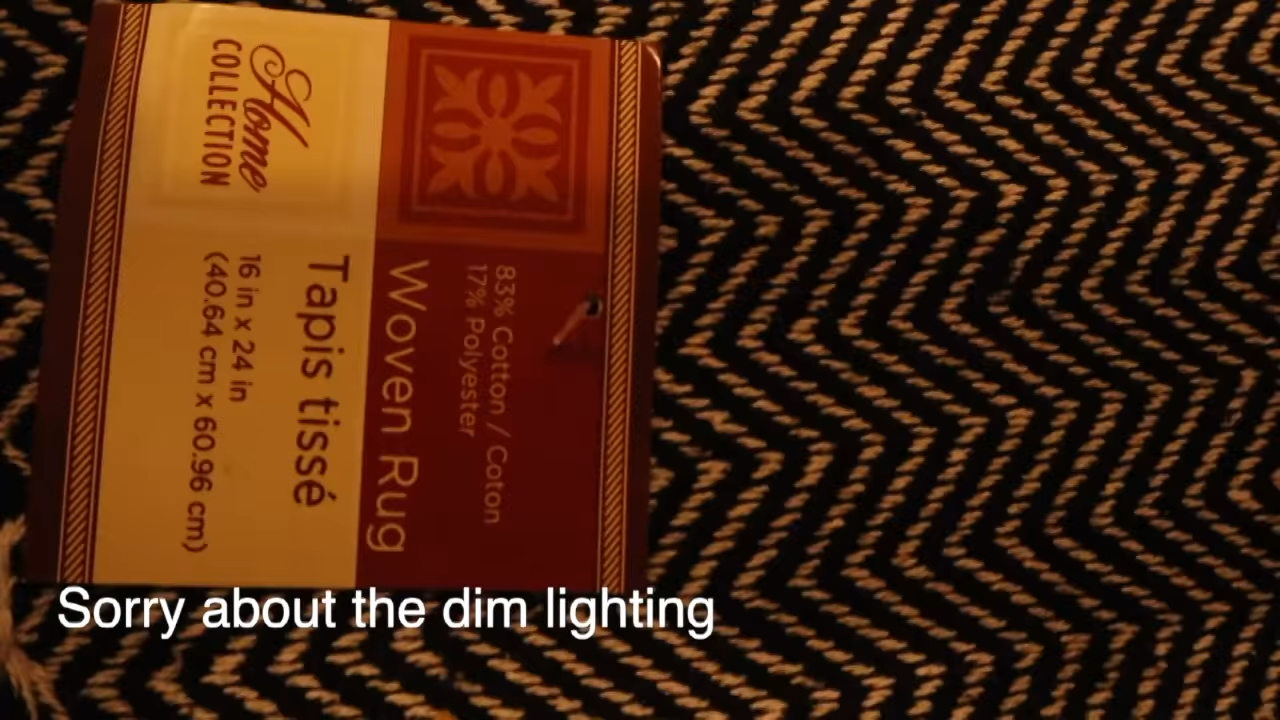 Home
COLLECTION
83% Cotton / Coton
17% Polyester
Woven Rug
Tapis tissé
16 in x 24 in
(40.64 cm x 60.96 cm)
Sorry about the dim lighting